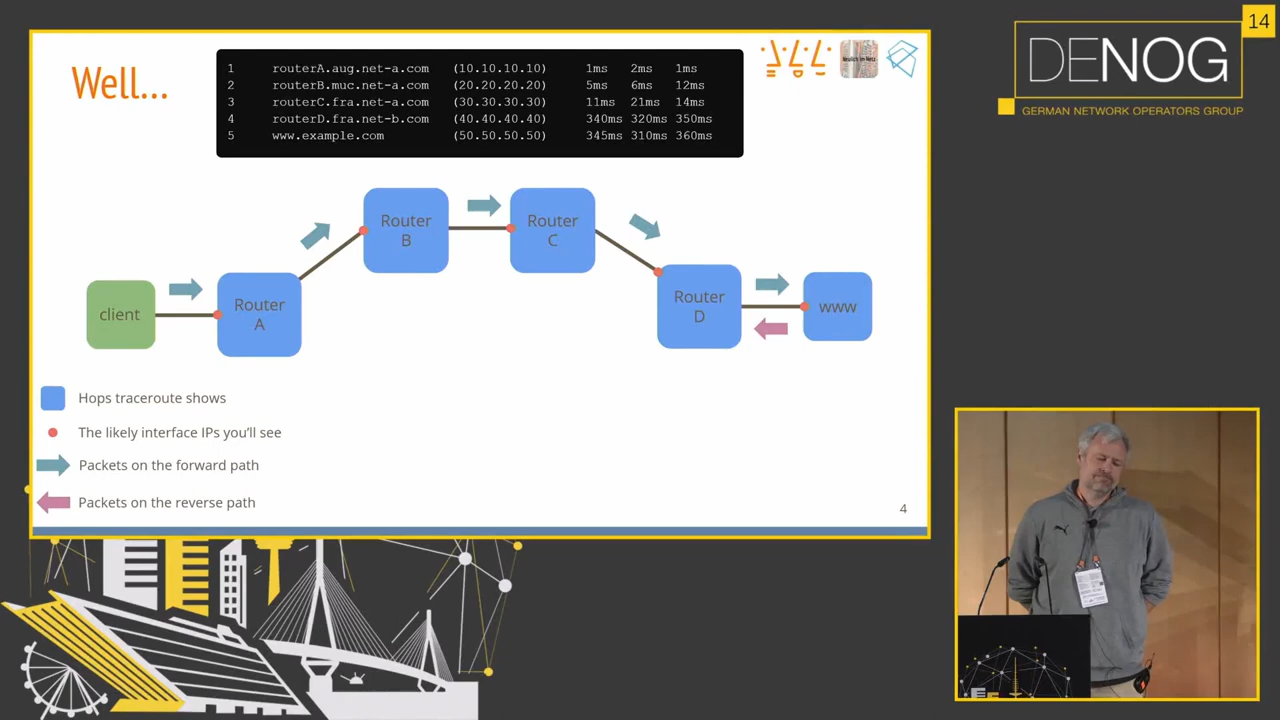 14
DENOG
GERMAN NETWORK OPERATORS GROUP
Well...
1 routerA.aug.net-a.com (10.10.10.10) 1ms 2ms 1ms
2 routerB.muc.net-a.com (20.20.20.20) 5ms 6ms 12ms
3 routerC.fra.net-a.com (30.30.30.30) 11ms 21ms 14ms
4 routerD.fra.net-b.com (40.40.40.40) 340ms 320ms 350ms
5 www.example.com (50.50.50.50) 345ms 310ms 360ms
Router
B
Router
C
client
Router
A
Router
D
www
Hops traceroute shows
The likely interface IPs you'll see
Packets on the forward path
Packets on the reverse path
4